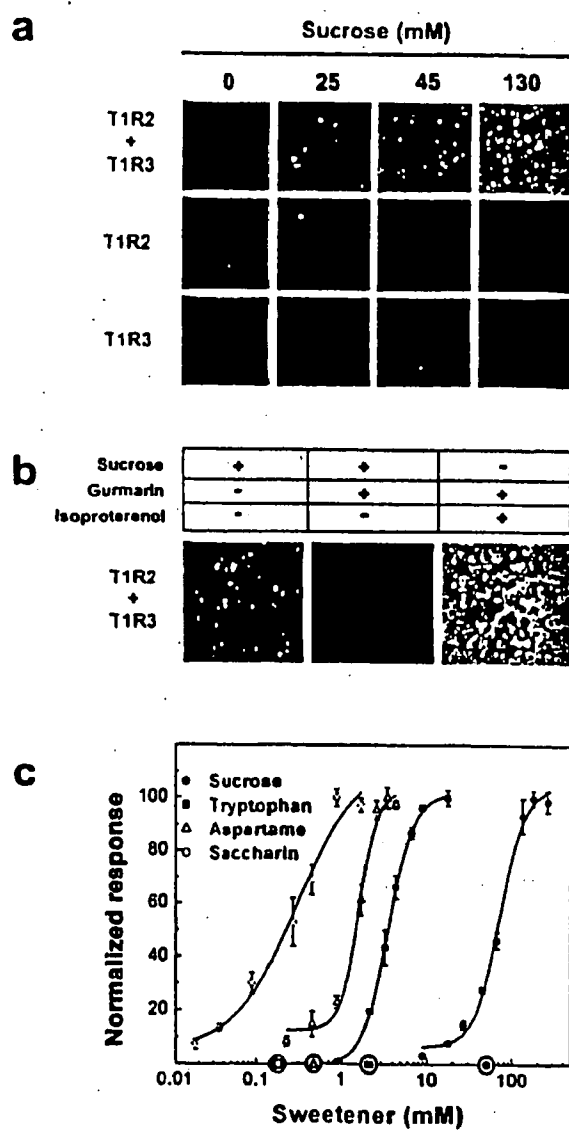 a
Sucrose (mM)
0 25 45 130
T1R2
+
T1R3
T1R2
T1R3
b
Sucrose + + -
Gurmarin - + +
Isoproterenol - - +
T1R2
+
T1R3
c
Sucrose
Tryptophan
Aspartame
Saccharin
Normalized response
100
80
60
40
20
0.01 0.1 1 10 100
Sweetener (mM)